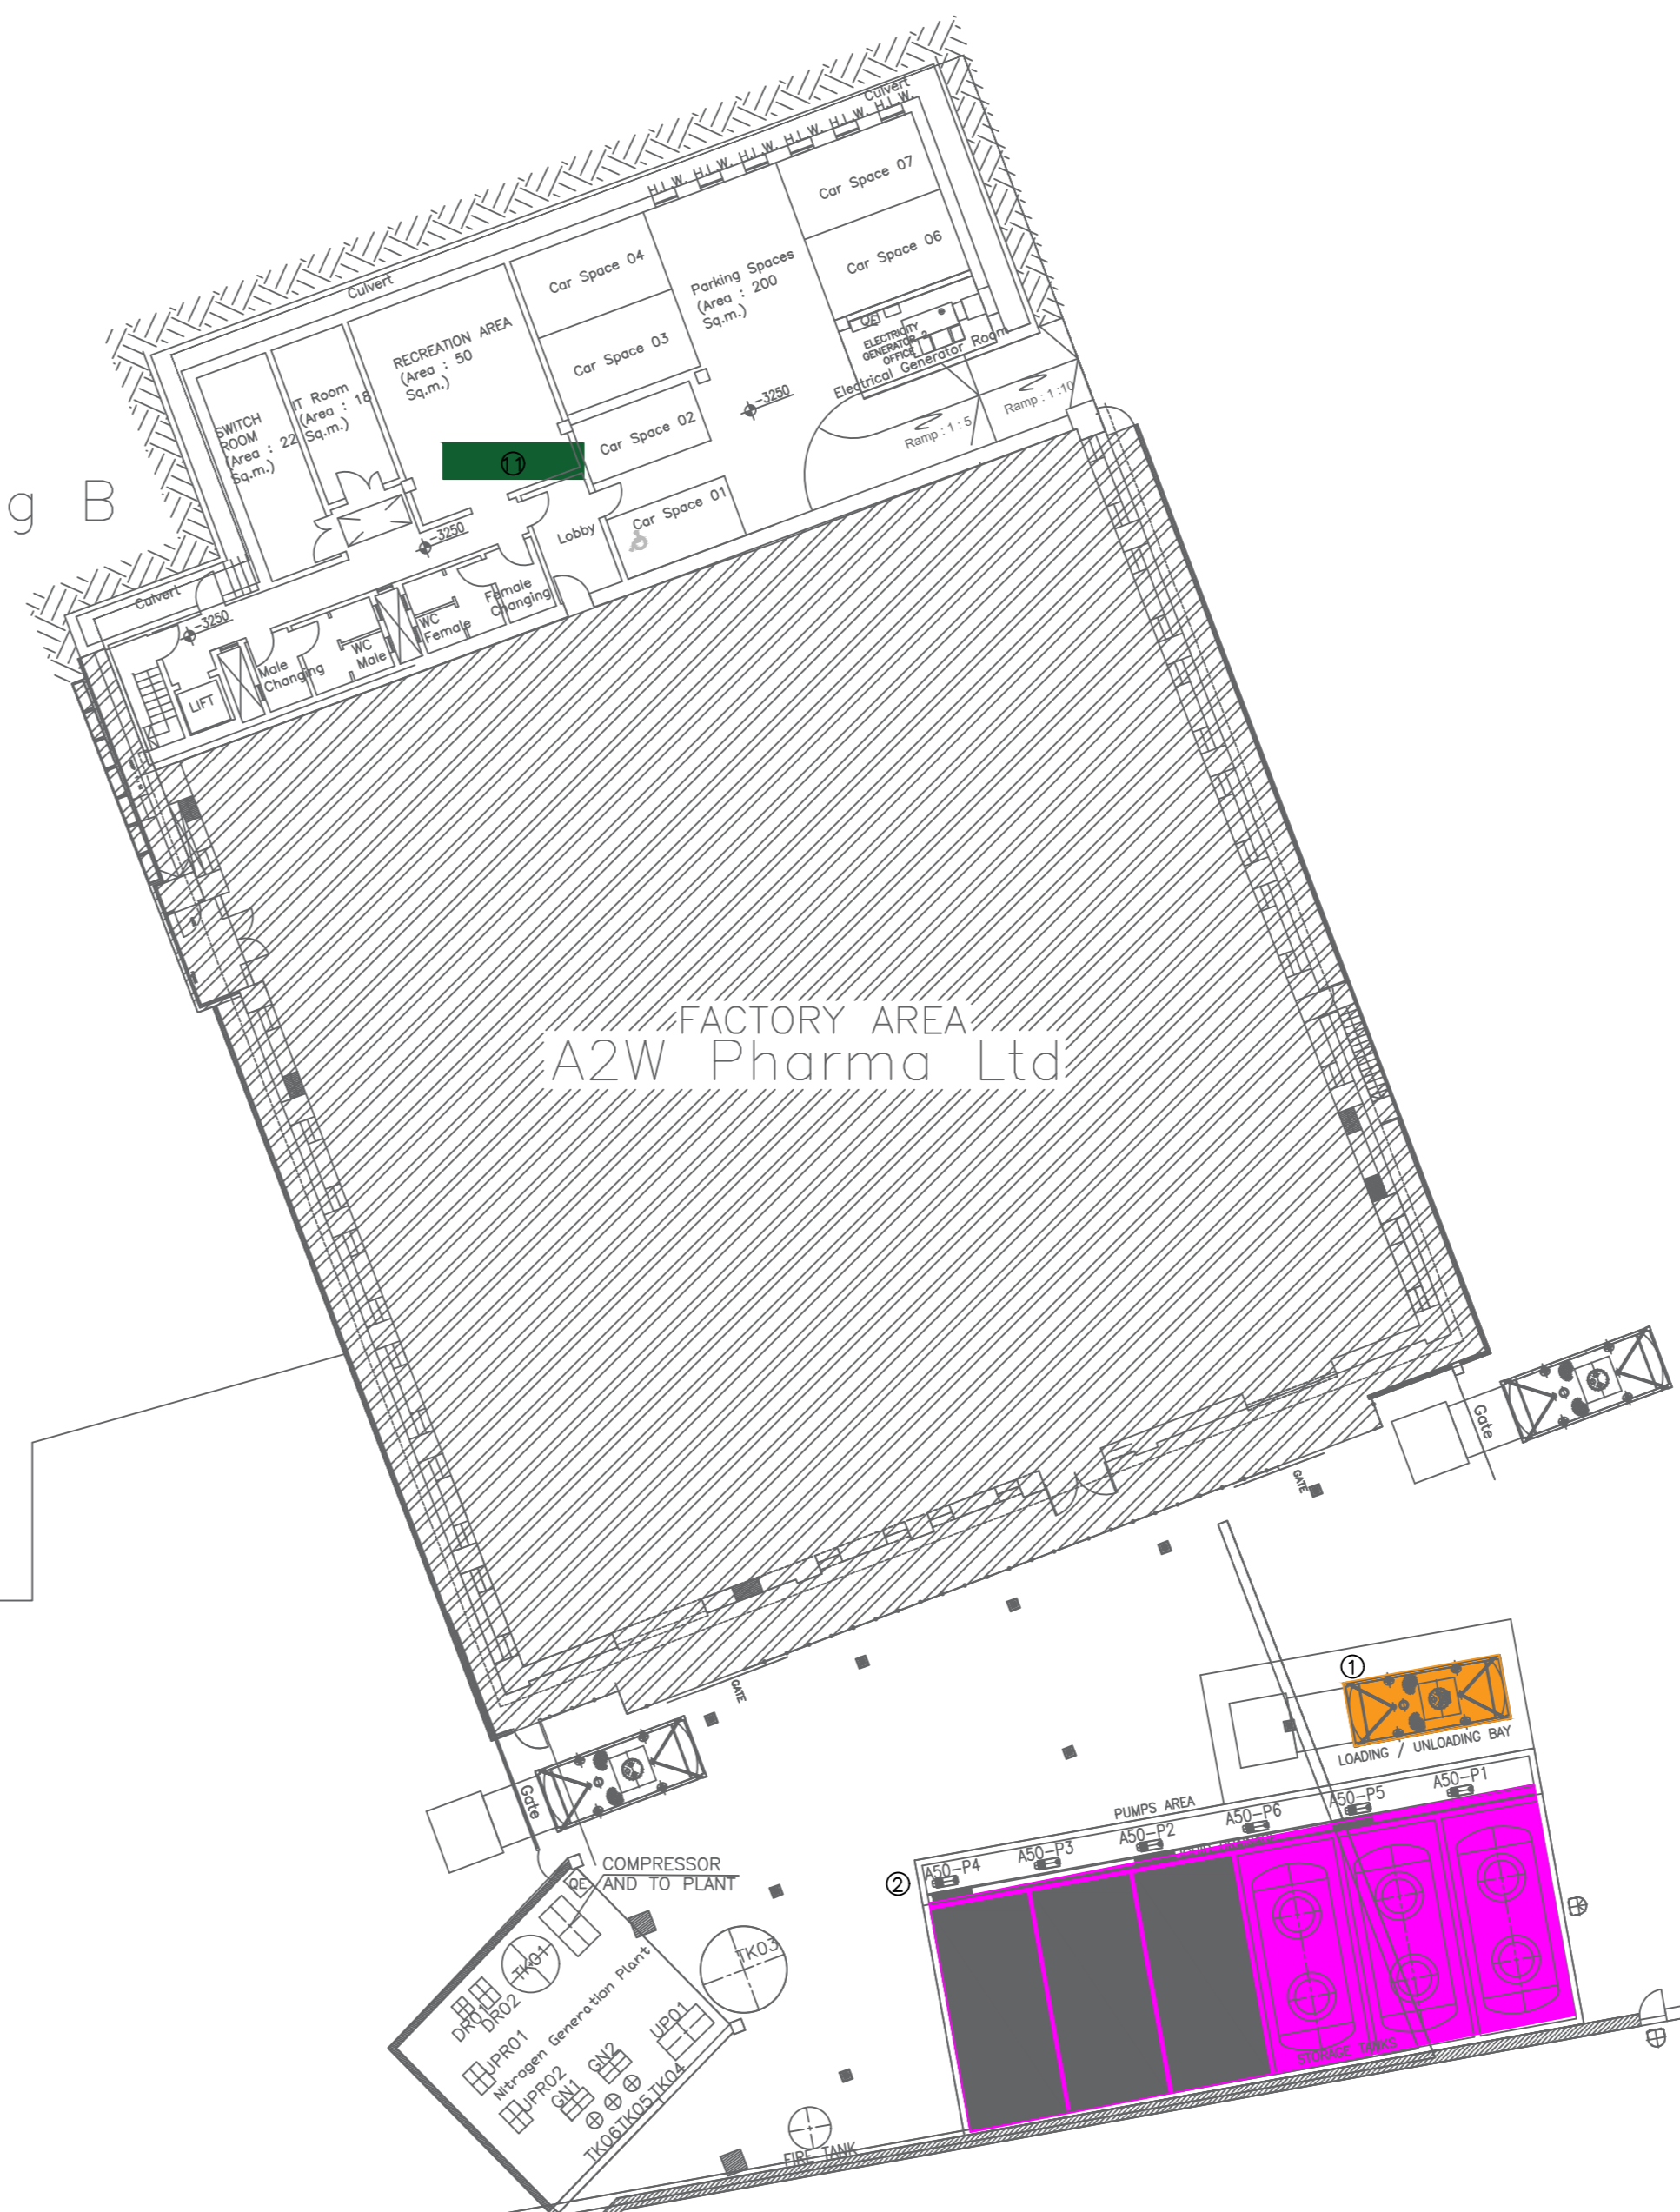 Culvert
H.L.W. H.L.W. H.L.W. H.L.W. H.L.W. H.L.W.
Car Space 07
Car Space 06
Car Space 04
Parking Spaces
(Area : 200
Sq.m.)
Culvert
Car Space 03
RECREATION AREA
(Area : 50
Sq.m.)
ELECTRICITY
GENERATOR 2
OFFICE
Electrical Generator Room
Ramp : 1 :10
Ramp : 1 : 5
-3250
Car Space 02
IT Room
(Area : 18
Sq.m.)
SWITCH
ROOM
(Area : 22
Sq.m.)
11
g B
Car Space 01
Lobby
-3250
Female
Changing
WC
Female
Culvert
-3250
WC
Male
Male
Changing
LIFT
FACTORY AREA
A2W Pharma Ltd
Gate
GATE
GATE
1
LOADING / UNLOADING BAY
Gate
PUMPS AREA
A50-P1
A50-P5
A50-P6
A50-P2
A50-P3
A50-P4
2
COMPRESSOR
AND TO PLANT
QE
TK01
TK03
DR01
DR02
Nitrogen Generation Plant
UP01
UPR01
UPR02
GN2
GN1
TK04
TK05
TK06
STORAGE TANKS
FIRE TANK